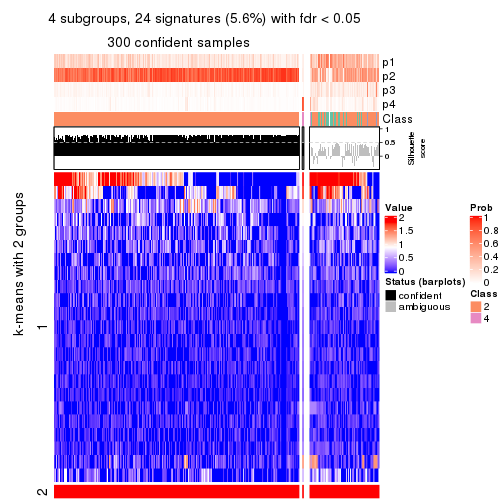 4 subgroups, 24 signatures (5.6%) with fdr < 0.05
300 confident samples
p1
p2
p3
p4
Class
1
0.5
0
Silhouette
score
k-means with 2 groups
1
2
Value
2
1.5
1
0.5
0
Prob
1
0.8
0.6
0.4
0.2
0
Status (barplots)
confident
ambiguous
Class
2
4